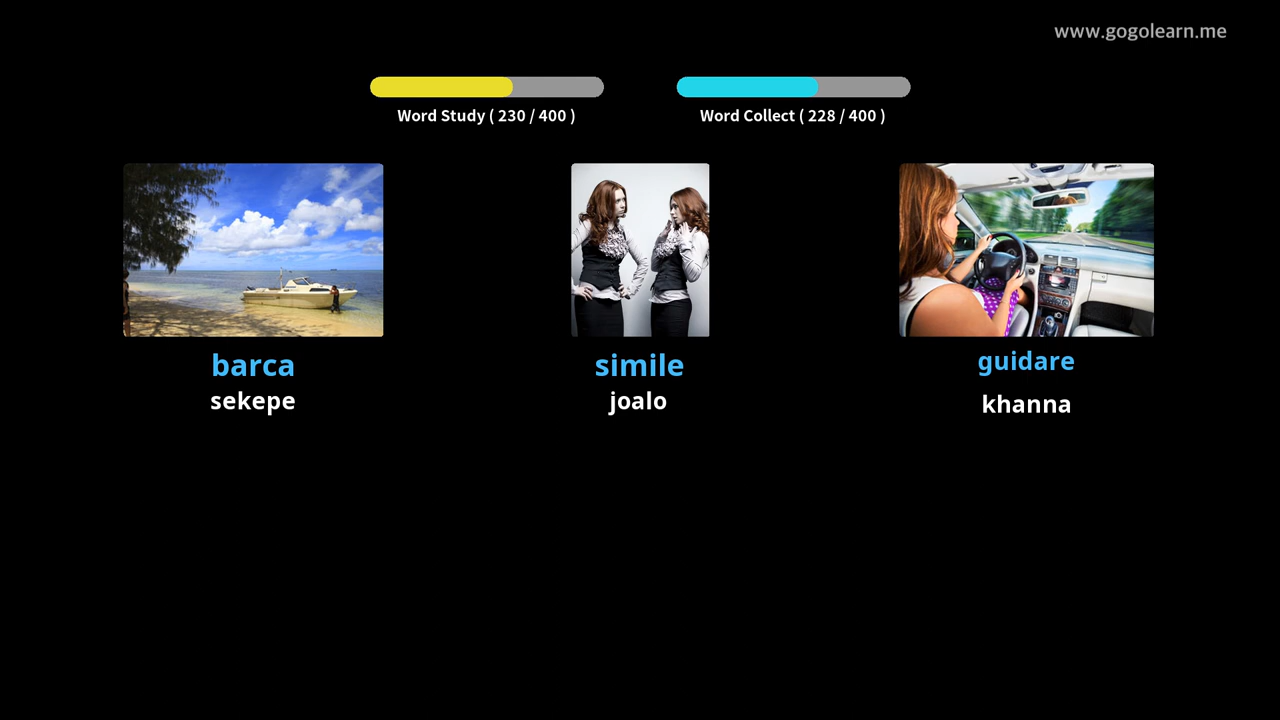 www.gogolearn.me
Word Study ( 230 / 400 )
Word Collect ( 228 / 400 )
barca
sekepe
simile
joalo
guidare
khanna